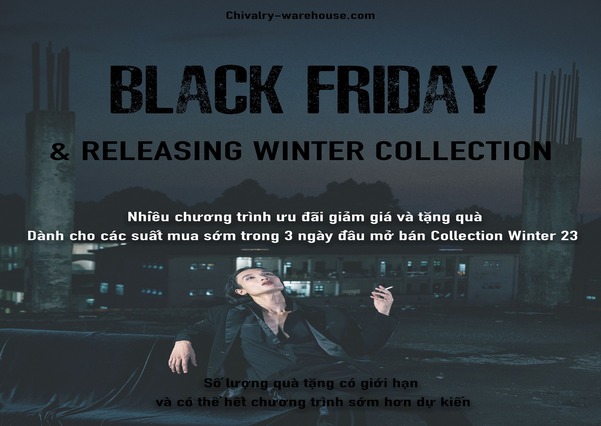 Chivalry-warehouse.com
BLACK FRIDAY
& RELEASING WINTER COLLECTION
Nhiều chương trình ưu đãi giảm giá và tặng quà
Dành cho các suất mua sớm trong 3 ngày đầu mở bán Collection Winter 23
Số lượng quà tặng có giới hạn
và có thể hết chương trình sớm hơn dự kiến